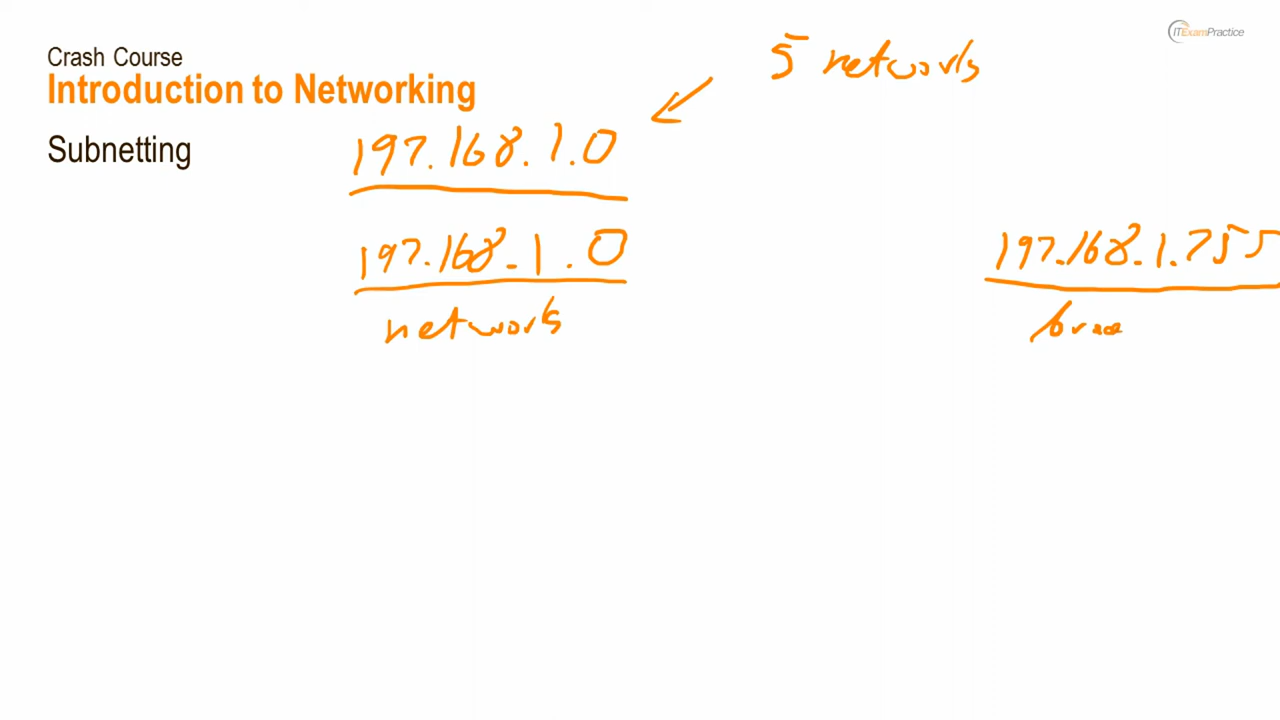 Crash Course
Introduction to Networking
Subnetting
ITExamPractice
5 networks
197.168.1.0
197.168.1.0
197.168.1.755
network